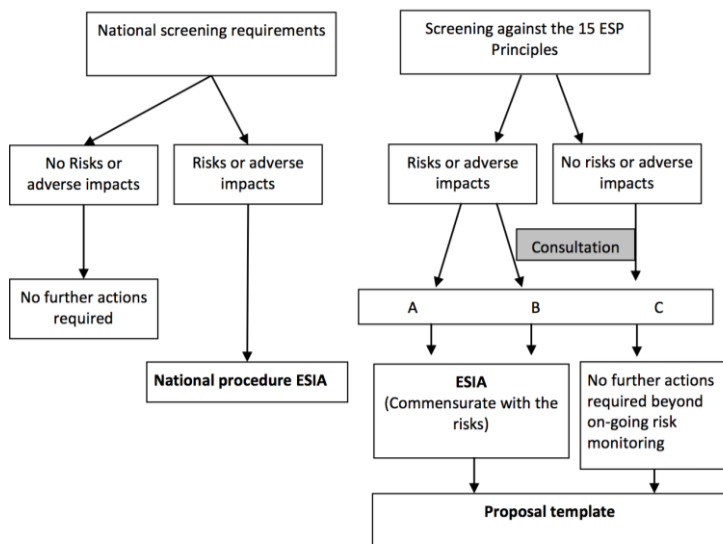 National screening requirements
Screening against the 15 ESP
Principles
No Risks or
adverse impacts
Risks or adverse
impacts
Risks or adverse
impacts
No risks or adverse
impacts
Consultation
No further actions
required
A B C
National procedure ESIA
ESIA
(Commensurate with the
risks)
No further actions
required beyond
on-going risk
monitoring
Proposal template